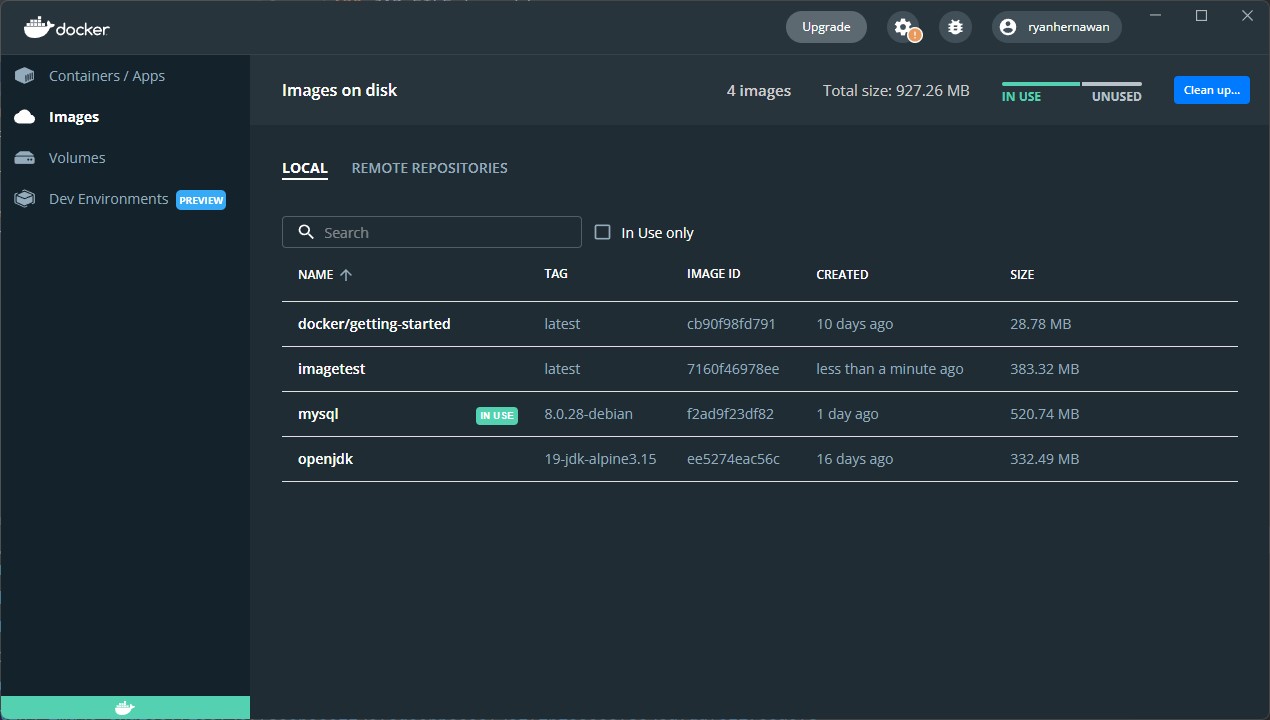 docker
Upgrade
ryanhernawan
Containers / Apps
Images
Volumes
Dev Environments PREVIEW
Images on disk
4 images
Total size: 927.26 MB
IN USE UNUSED
Clean up...
LOCAL REMOTE REPOSITORIES
Search
In Use only
NAME TAG IMAGE ID CREATED SIZE
docker/getting-started latest cb90f98fd791 10 days ago 28.78 MB
imagetest latest 7160f46978ee less than a minute ago 383.32 MB
mysql IN USE 8.0.28-debian f2ad9f23df82 1 day ago 520.74 MB
openjdk 19-jdk-alpine3.15 ee5274eac56c 16 days ago 332.49 MB